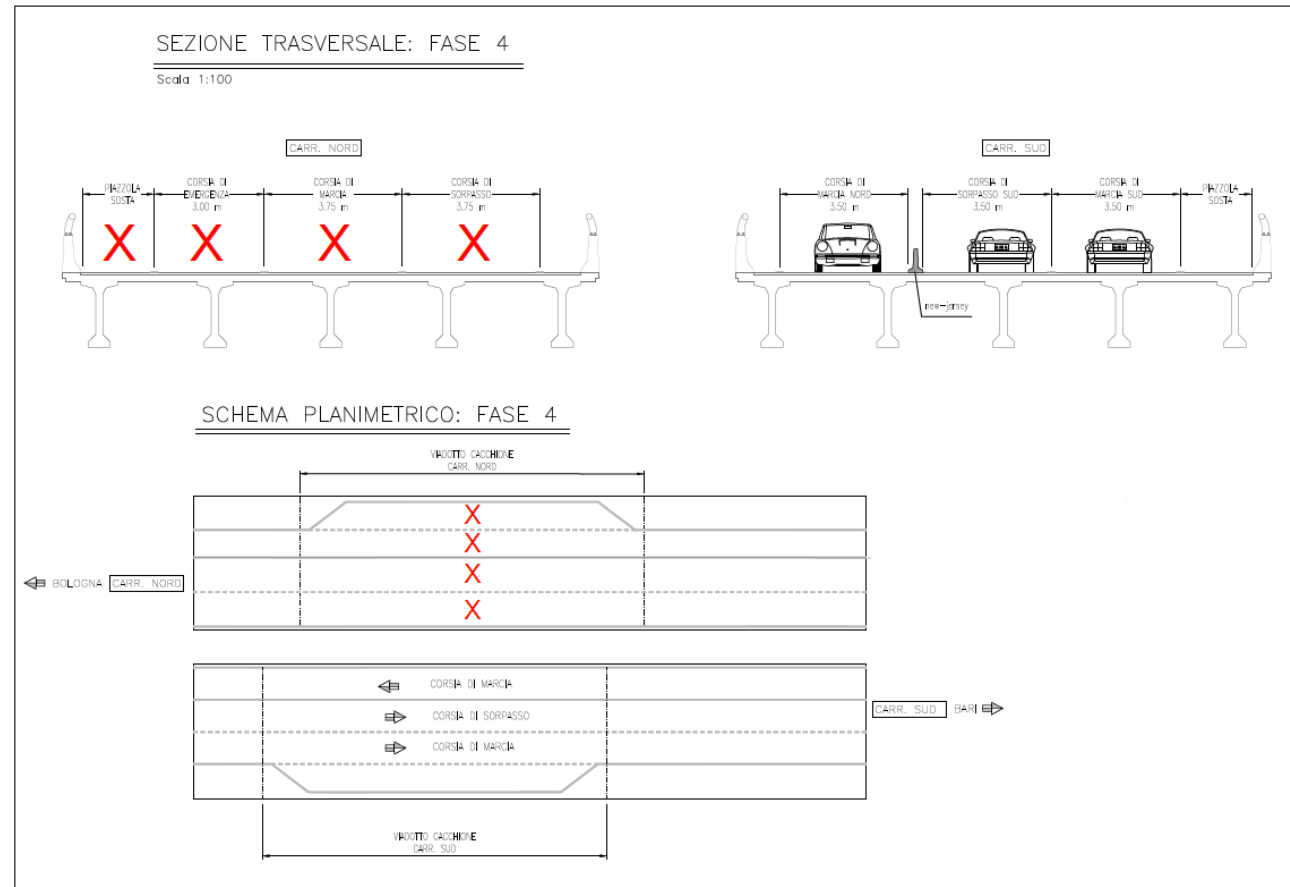 SEZIONE TRASVERSALE: FASE 4
Scala 1:100
CARR. NORD
PIAZZOLA
SOSTA
CORSIA DI
EMERGENZA
3.00 m
CORSIA DI
MARCIA
3.75 m
CORSIA DI
SORPASSO
3.75 m
X X X X
CARR. SUD
CORSIA DI
MARCIA NORD
3.50 m
CORSIA DI
SORPASSO SUD
3.50 m
CORSIA DI
MARCIA SUD
3.50 m
PIAZZOLA
SOSTA
new-jersey
SCHEMA PLANIMETRICO: FASE 4
VIADOTTO CACCHIONE
CARR. NORD
X
X
X
X
BOLOGNA CARR. NORD
CORSIA DI MARCIA
CORSIA DI SORPASSO
CORSIA DI MARCIA
CARR. SUD BARI
VIADOTTO CACCHIONE
CARR. SUD